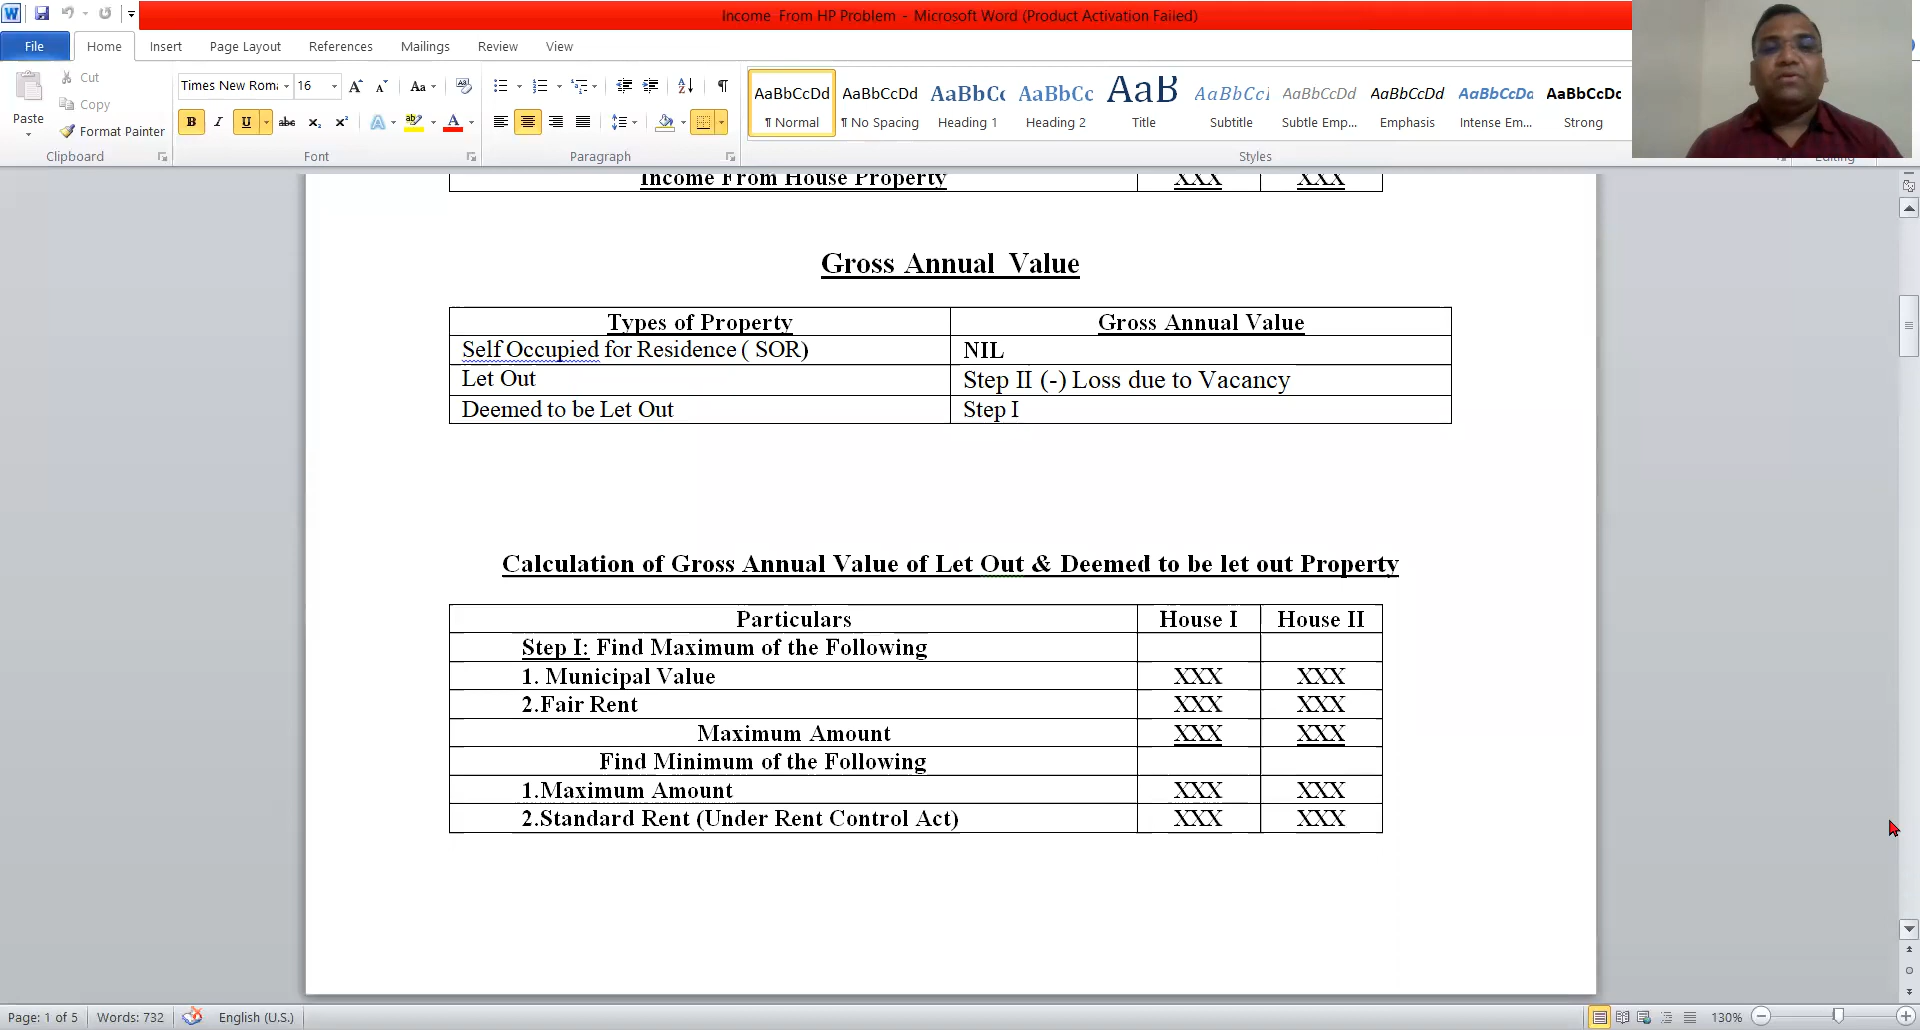 Income From HP Problem - Microsoft Word (Product Activation Failed)
File Home Insert Page Layout References Mailings Review View
Paste
Cut
Copy
Format Painter
Clipboard
Times New Rom: 16
Font
Paragraph
AaBbCcDd AaBbCcDd AaBbCc AaBbCc AaB AaBbCcI AaBbCcDd AaBbCcDd AaBbCcDd AaBbCcDd
¶ Normal ¶ No Spacing Heading 1 Heading 2 Title Subtitle Subtle Emp... Emphasis Intense Em... Strong
Styles
Editing
Income From House Property XXX XXX
Gross Annual Value
Types of Property Gross Annual Value
Self Occupied for Residence ( SOR) NIL
Let Out Step II (-) Loss due to Vacancy
Deemed to be Let Out Step I
Calculation of Gross Annual Value of Let Out & Deemed to be let out Property
Particulars House I House II
Step I: Find Maximum of the Following
1. Municipal Value XXX XXX
2.Fair Rent XXX XXX
Maximum Amount XXX XXX
Find Minimum of the Following
1.Maximum Amount XXX XXX
2.Standard Rent (Under Rent Control Act) XXX XXX
Page: 1 of 5 Words: 732 English (U.S.) 130%